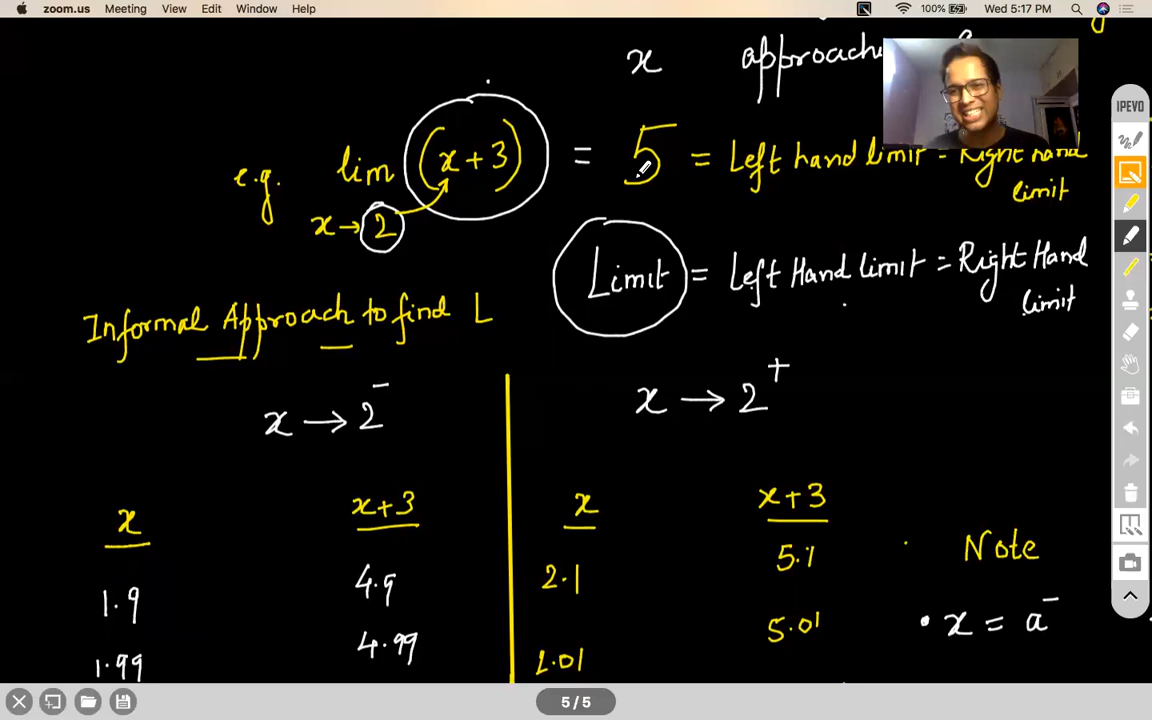 zoom.us Meeting View Edit Window Help 100% Wed 5:17 PM
x approaches
e.g. lim (x+3) = 5 = Left hand limit = Right hand
x→2 limit
Limit = Left Hand limit = Right Hand
limit
Informal Approach to find L
x → 2⁻ x → 2⁺
x x+3 x x+3
1.9 4.9 2.1 5.1
1.99 4.99 2.01 5.01
Note
• x = a⁻
IPEVO
5 / 5